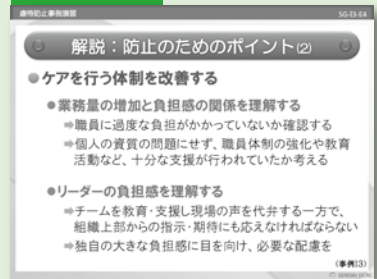 虐待防止事例演習
SG-I3-E4
解説：防止のためのポイント(2)
●ケアを行う体制を改善する
●業務量の増加と負担感の関係を理解する
⇒職員に過度な負担がかかっていないか確認する
⇒個人の資質の問題にせず、職員体制の強化や教育
活動など、十分な支援が行われていたか考える
●リーダーの負担感を理解する
⇒チームを教育・支援し現場の声を代弁する一方で、
組織上部からの指示・期待にも応えなければならない
⇒独自の大きな負担感に目を向け、必要な配慮を
(事例I3)